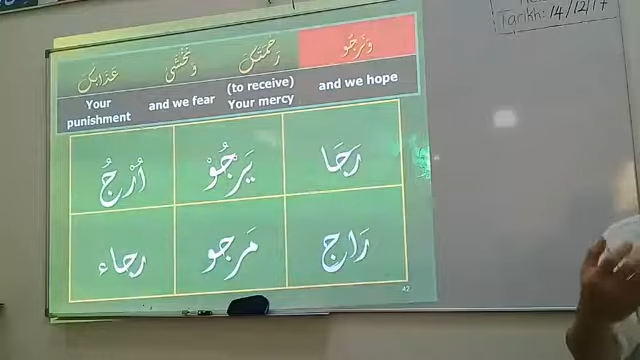 Tarikh: 14/12/17
وَنَرْجُو رَحْمَتَكَ وَنَخْشَى عَذَابَكَ
and we hope (to receive) Your mercy and we fear Your punishment
رَجَا يَرْجُوْ اُرْجُ
رَاجٍ مَرجو رجاء
42